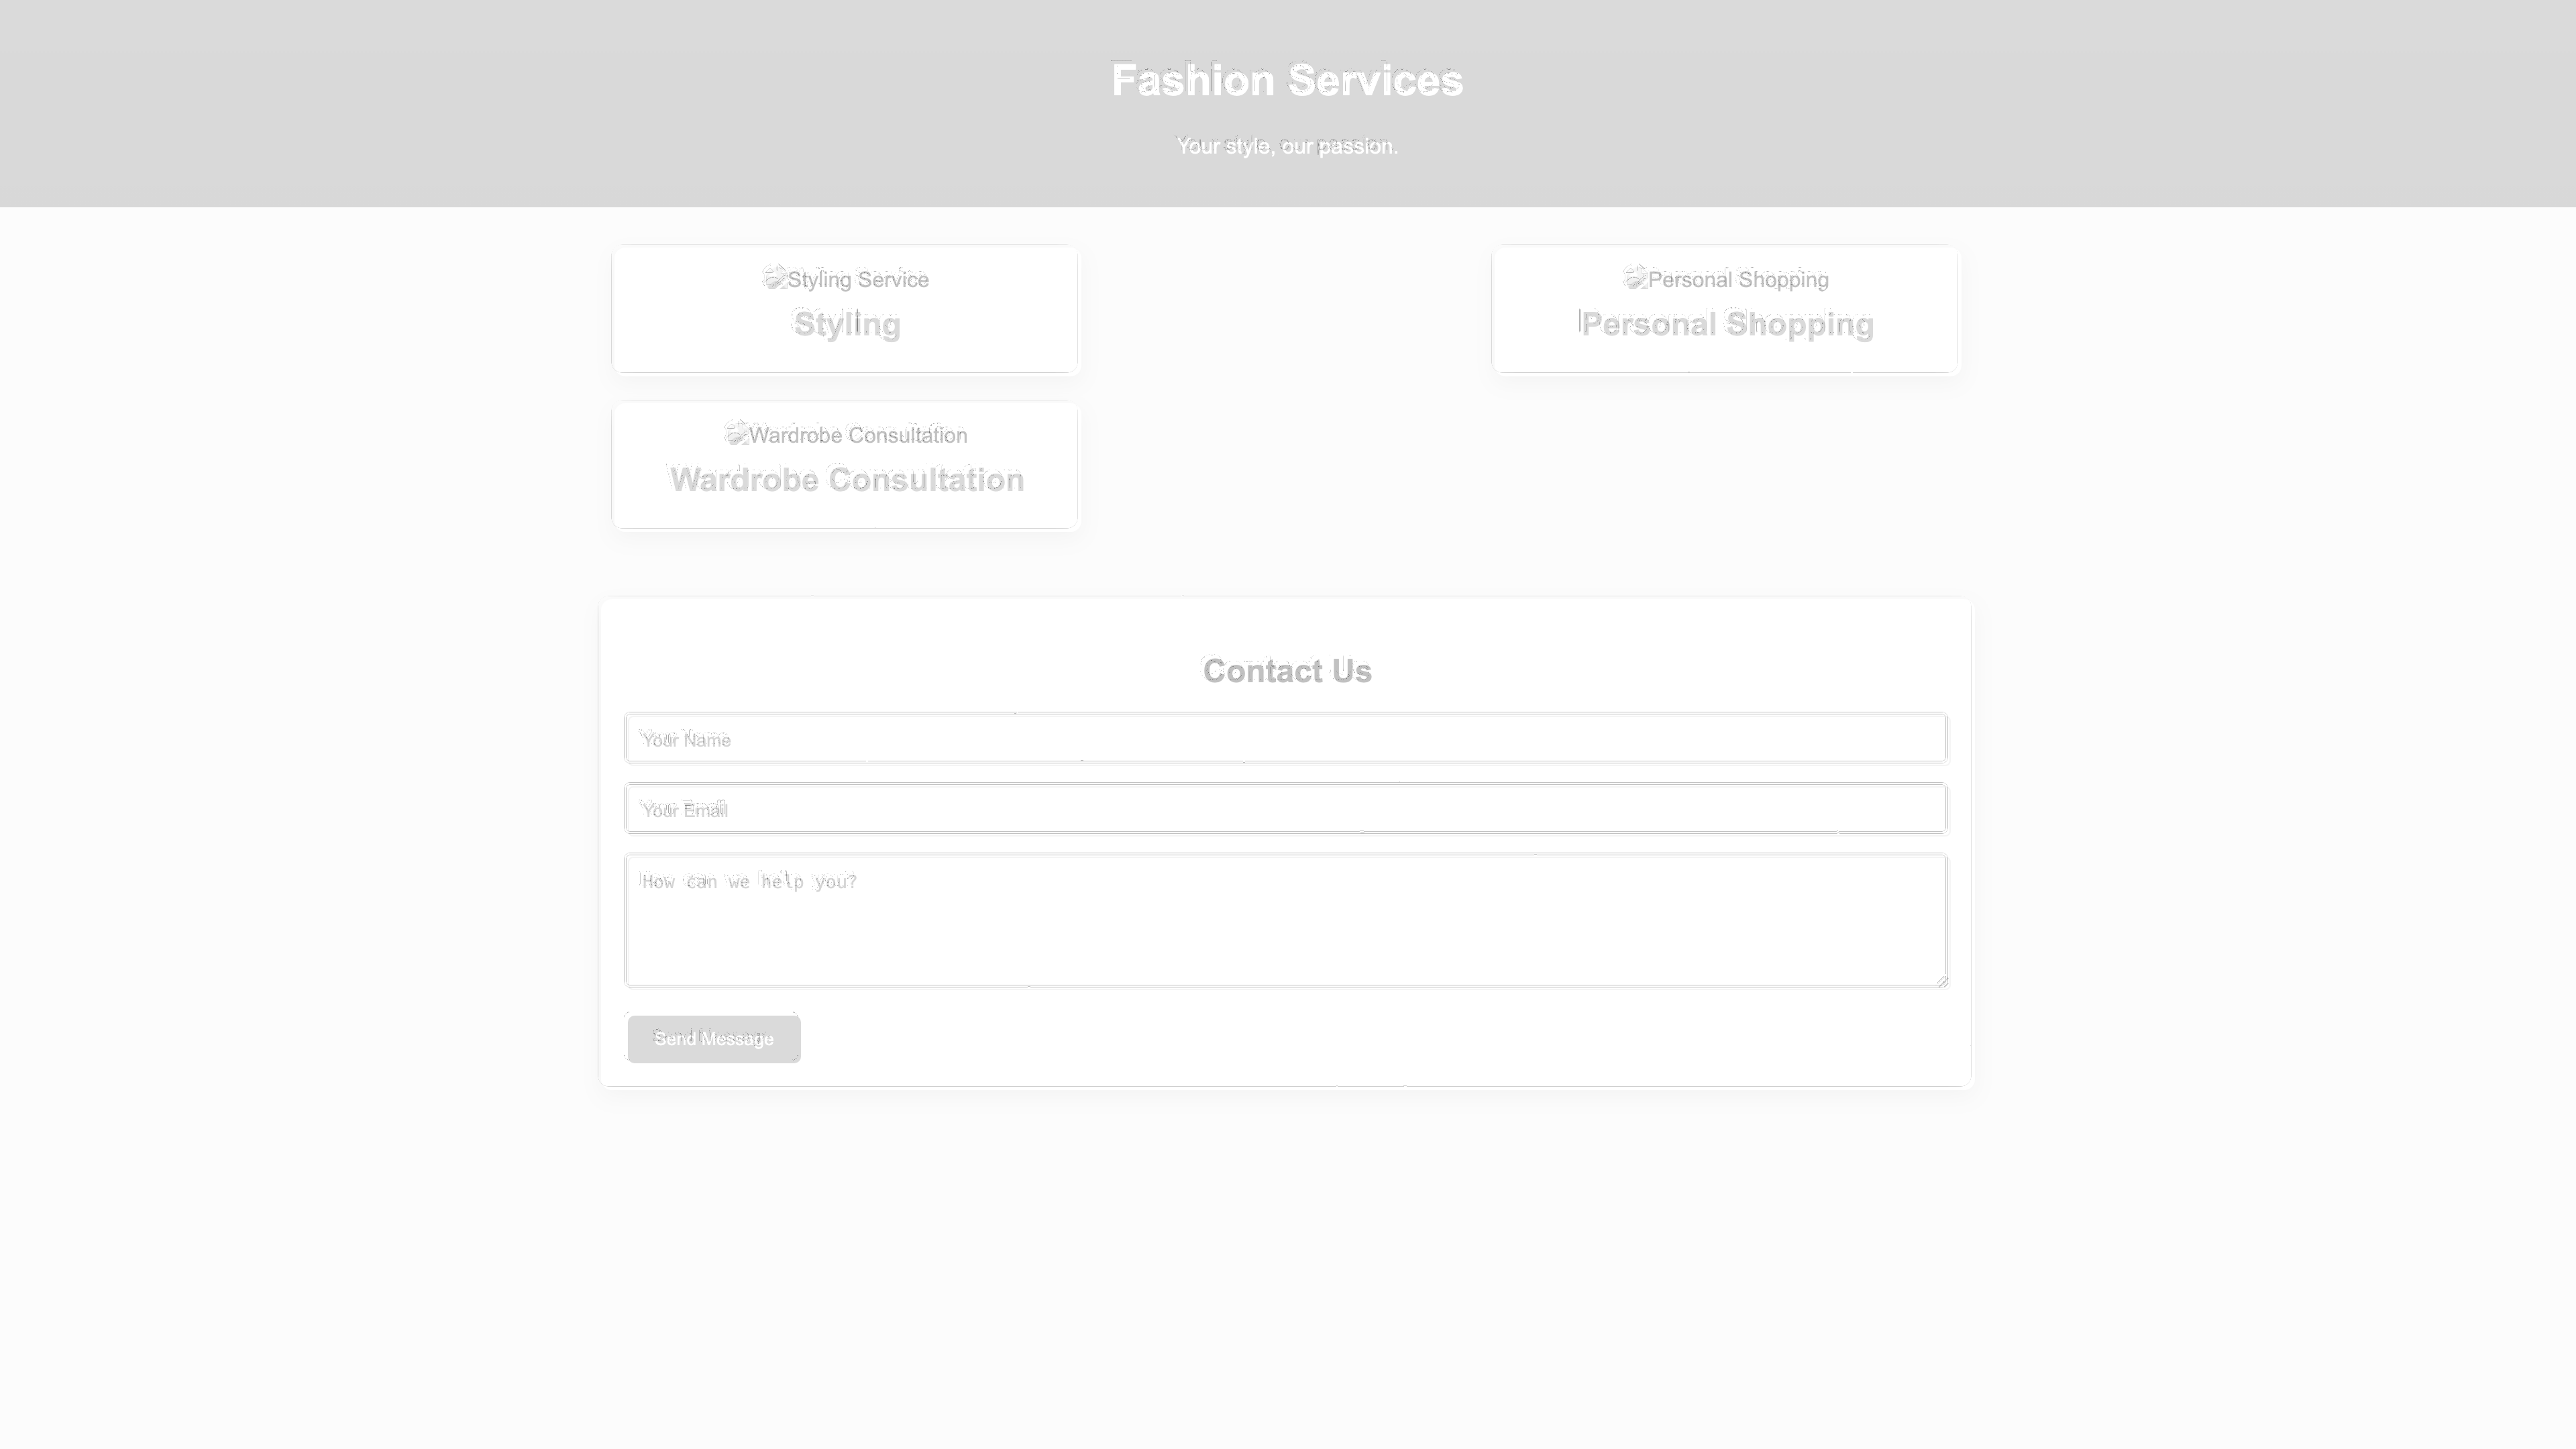 Fashion Services
Your style, our passion.
Styling Service
Styling
Personal Shopping
Personal Shopping
Wardrobe Consultation
Wardrobe Consultation
Contact Us
Your Name
Your Email
How can we help you?
Send Message